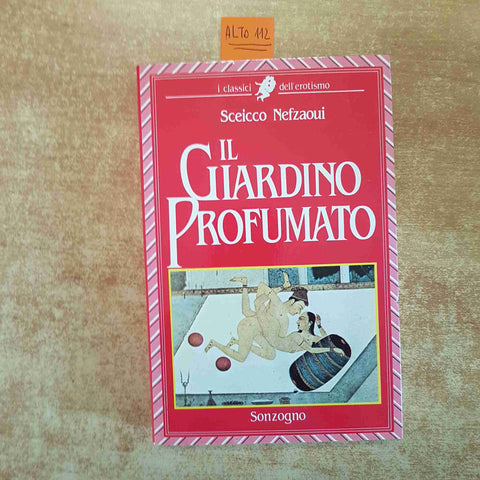 ALTO 112
i classici dell'erotismo
Sceicco Nefzaoui
IL
GIARDINO
PROFUMATO
Sonzogno